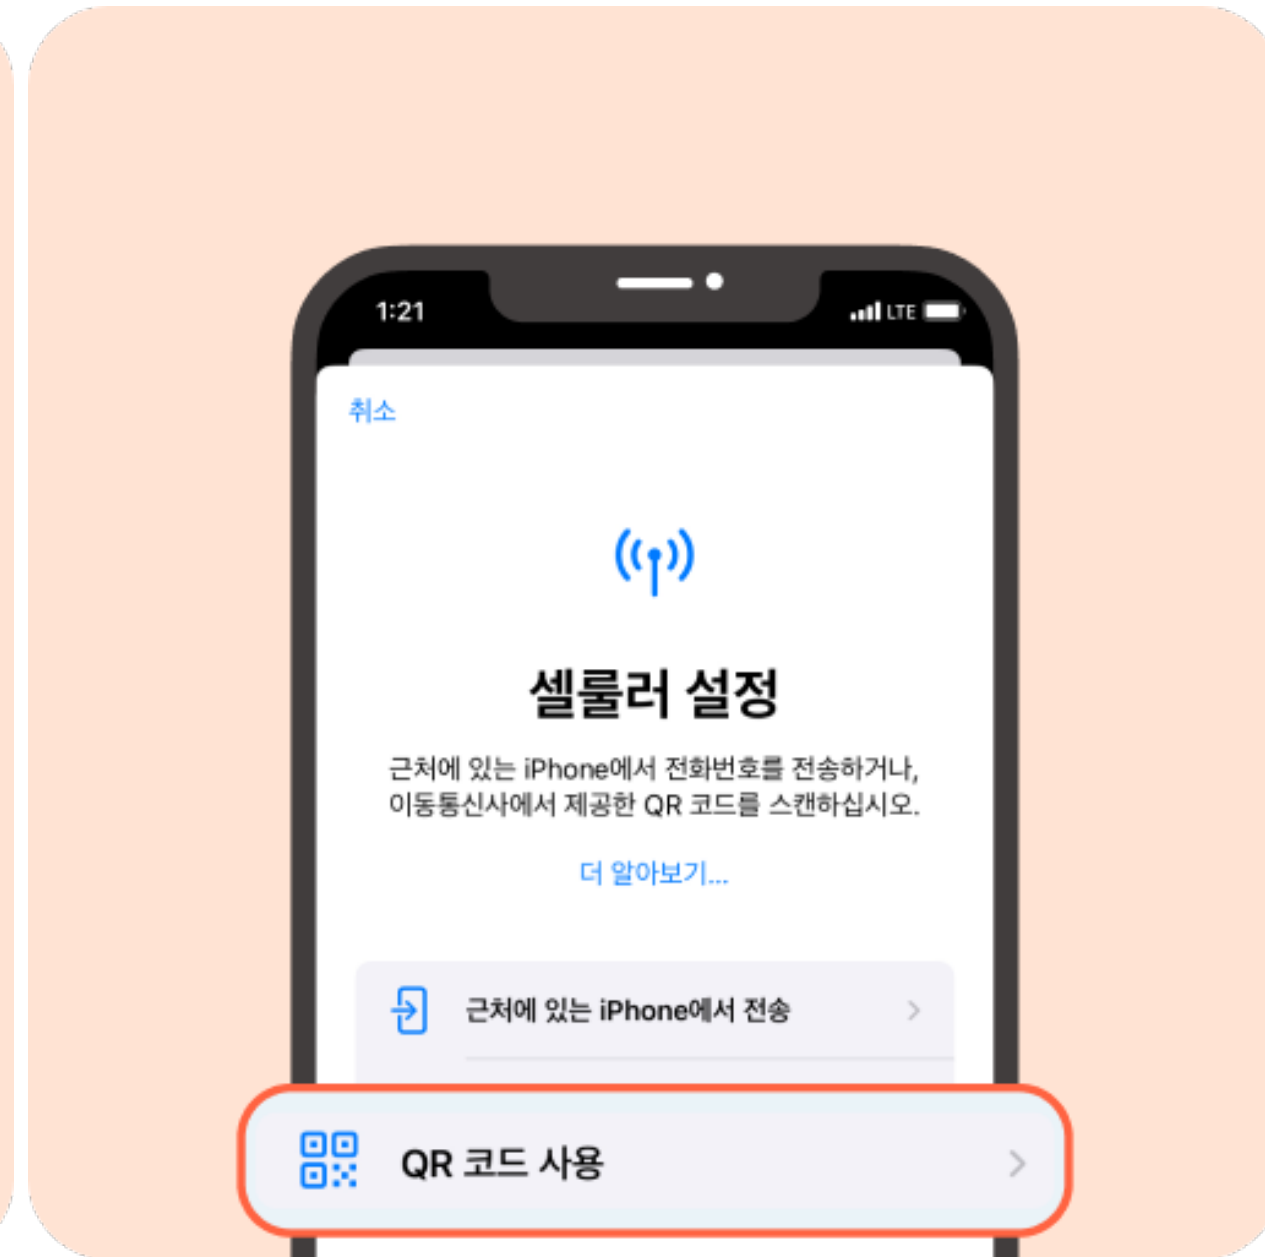 1:21
LTE
취소
셀룰러 설정
근처에 있는 iPhone에서 전화번호를 전송하거나,
이동통신사에서 제공한 QR 코드를 스캔하십시오.
더 알아보기...
근처에 있는 iPhone에서 전송
QR 코드 사용